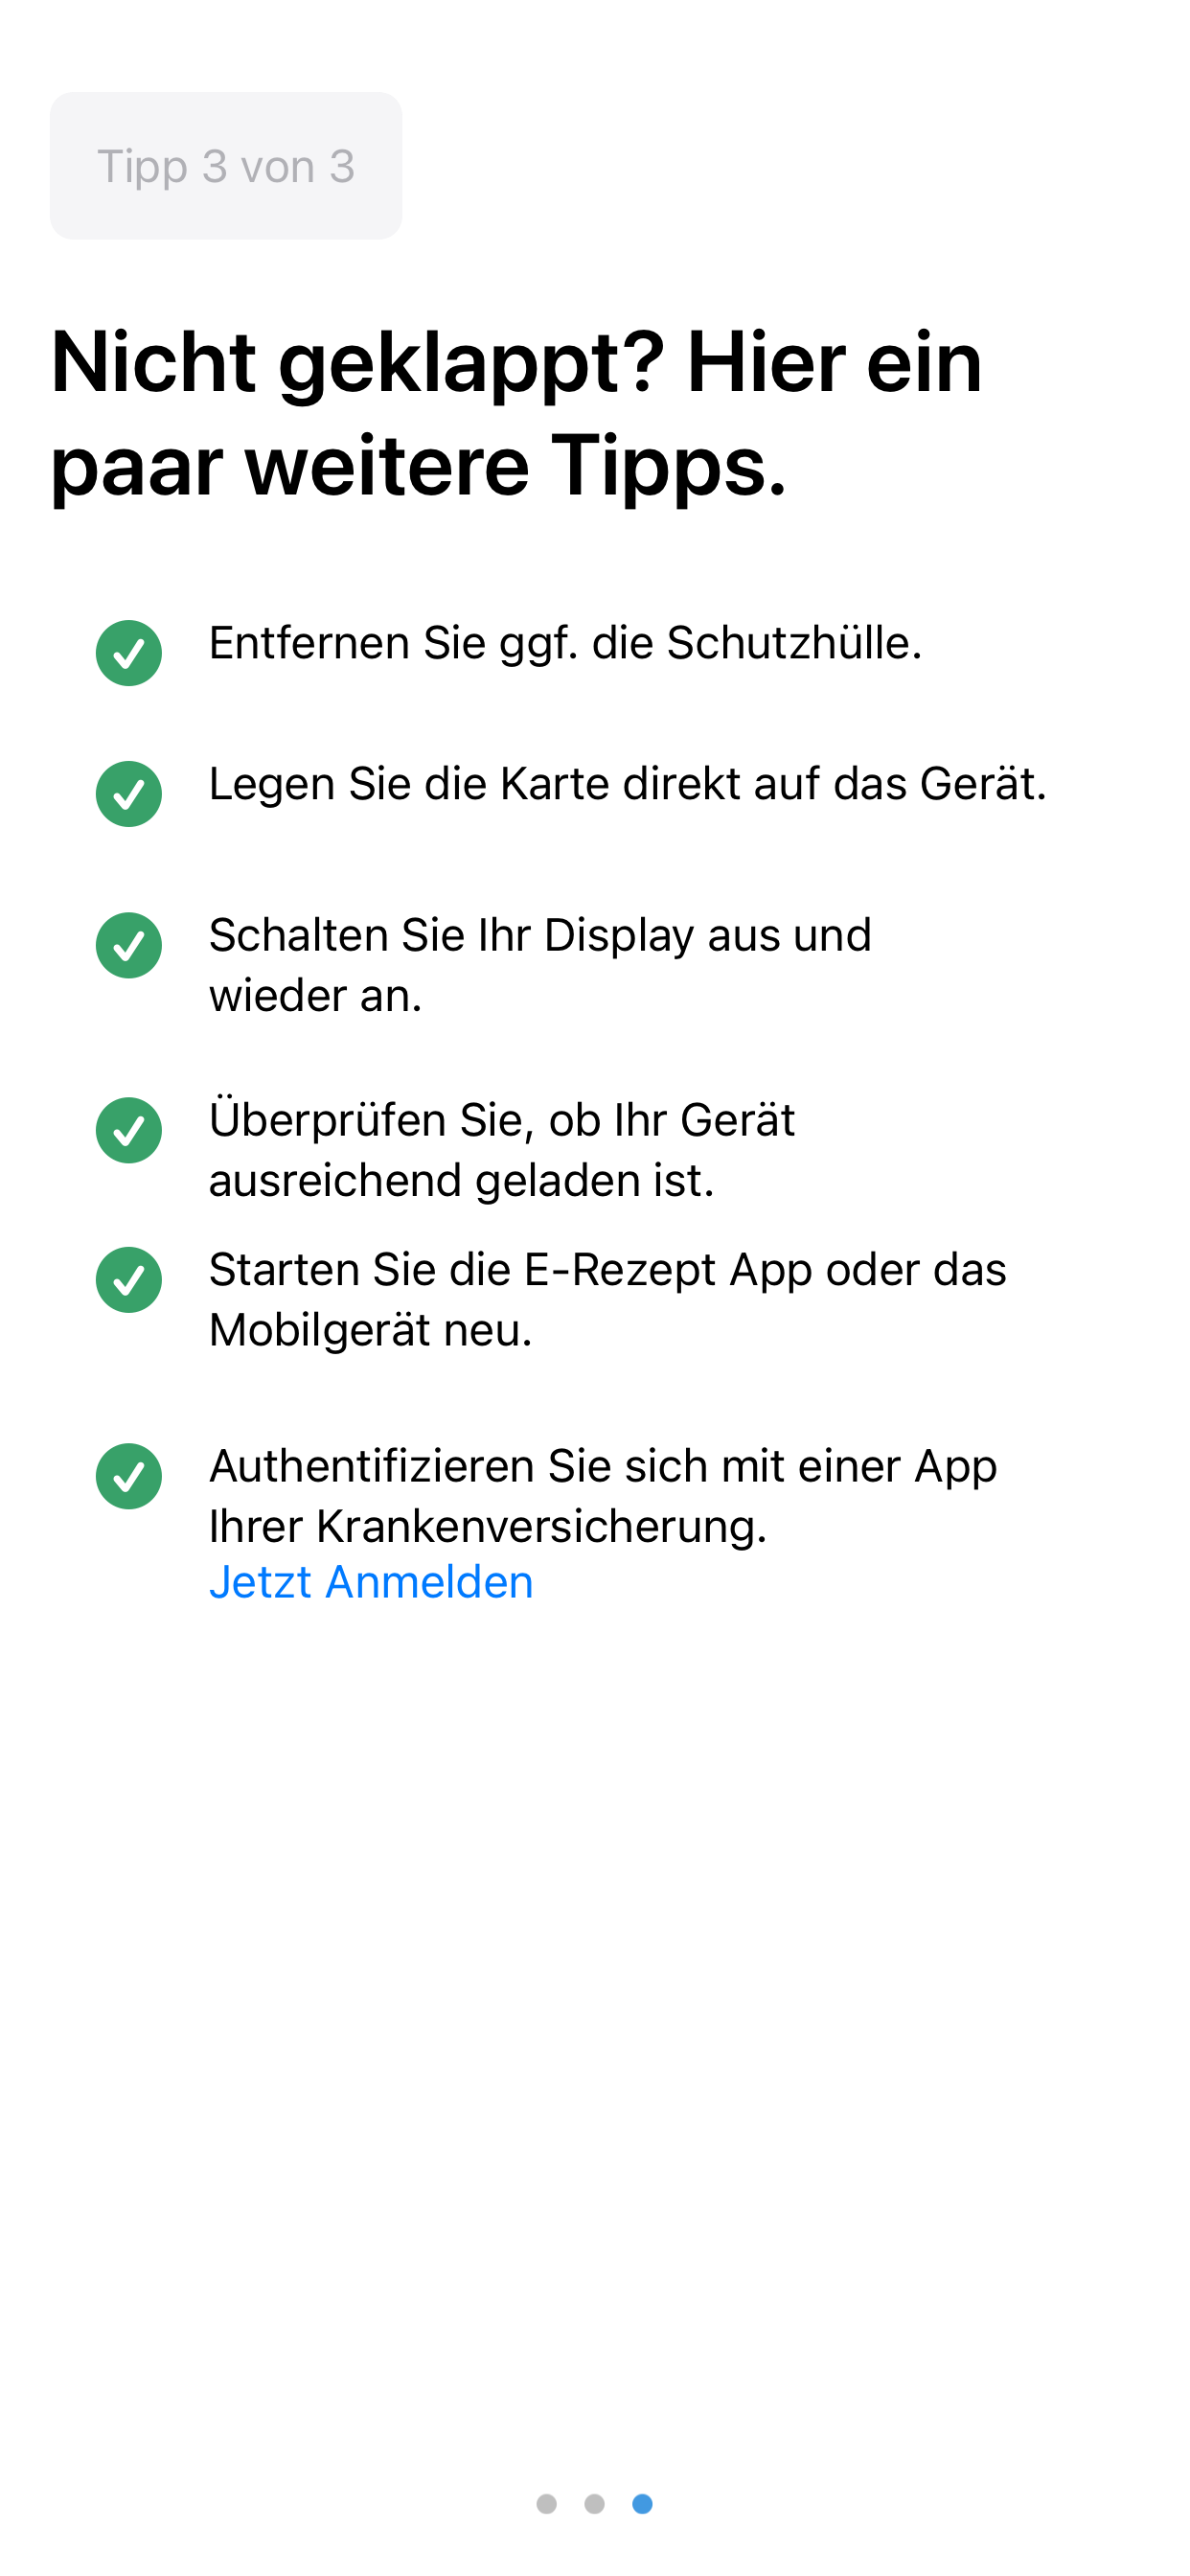 Tipp 3 von 3
Nicht geklappt? Hier ein
paar weitere Tipps.
Entfernen Sie ggf. die Schutzhülle.
Legen Sie die Karte direkt auf das Gerät.
Schalten Sie Ihr Display aus und
wieder an.
Überprüfen Sie, ob Ihr Gerät
ausreichend geladen ist.
Starten Sie die E-Rezept App oder das
Mobilgerät neu.
Authentifizieren Sie sich mit einer App
Ihrer Krankenversicherung.
Jetzt Anmelden